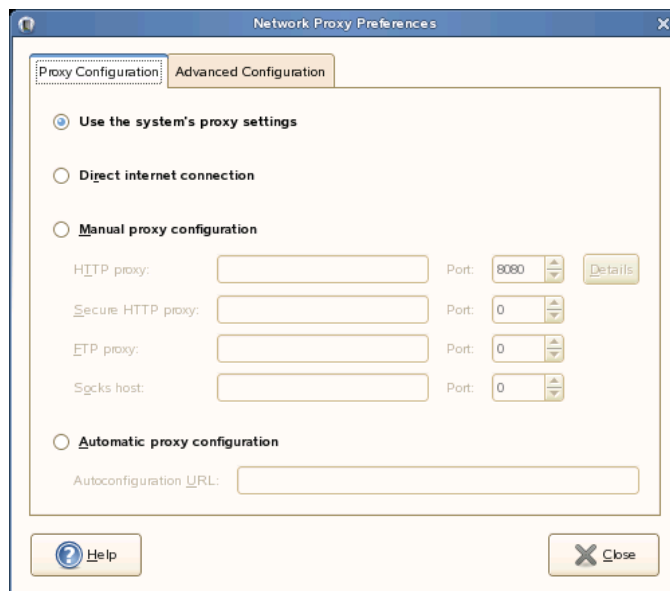 Network Proxy Preferences
Proxy Configuration Advanced Configuration
Use the system's proxy settings
Direct internet connection
Manual proxy configuration
HTTP proxy: Port: 8080 Details
Secure HTTP proxy: Port: 0
FTP proxy: Port: 0
Socks host: Port: 0
Automatic proxy configuration
Autoconfiguration URL:
Help Close